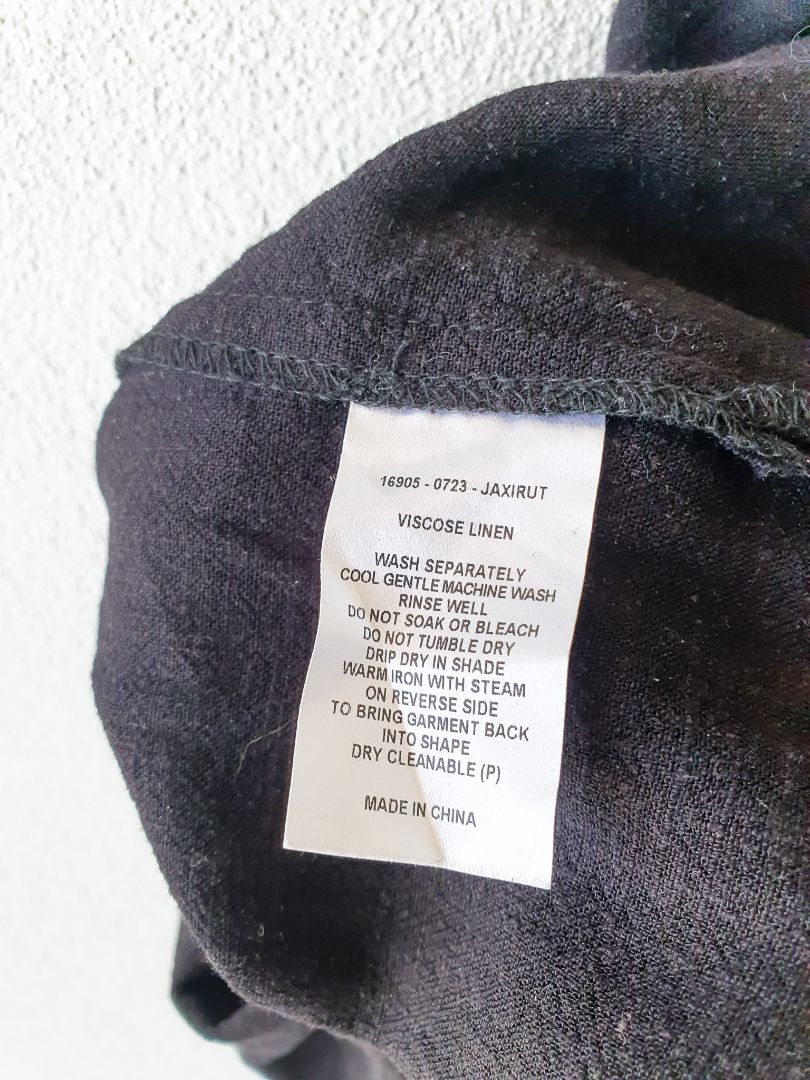 16905 - 0723 - JAXIRUT
VISCOSE LINEN
WASH SEPARATELY
COOL GENTLE MACHINE WASH
RINSE WELL
DO NOT SOAK OR BLEACH
DO NOT TUMBLE DRY
DRIP DRY IN SHADE
WARM IRON WITH STEAM
ON REVERSE SIDE
TO BRING GARMENT BACK
INTO SHAPE
DRY CLEANABLE (P)
MADE IN CHINA